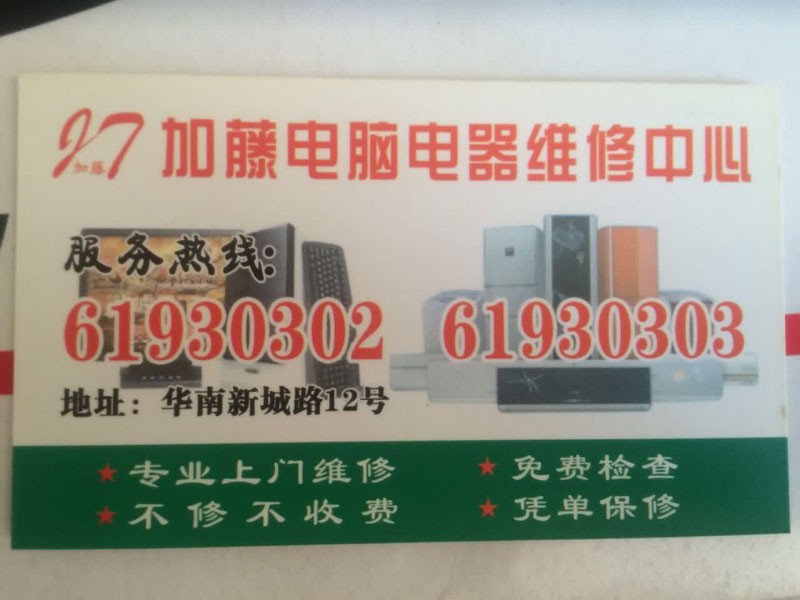 加藤 加藤电脑电器维修中心
服务热线:
61930302 61930303
地址：华南新城路12号
★专业上门维修 ★免费检查
★不修不收费 ★凭单保修